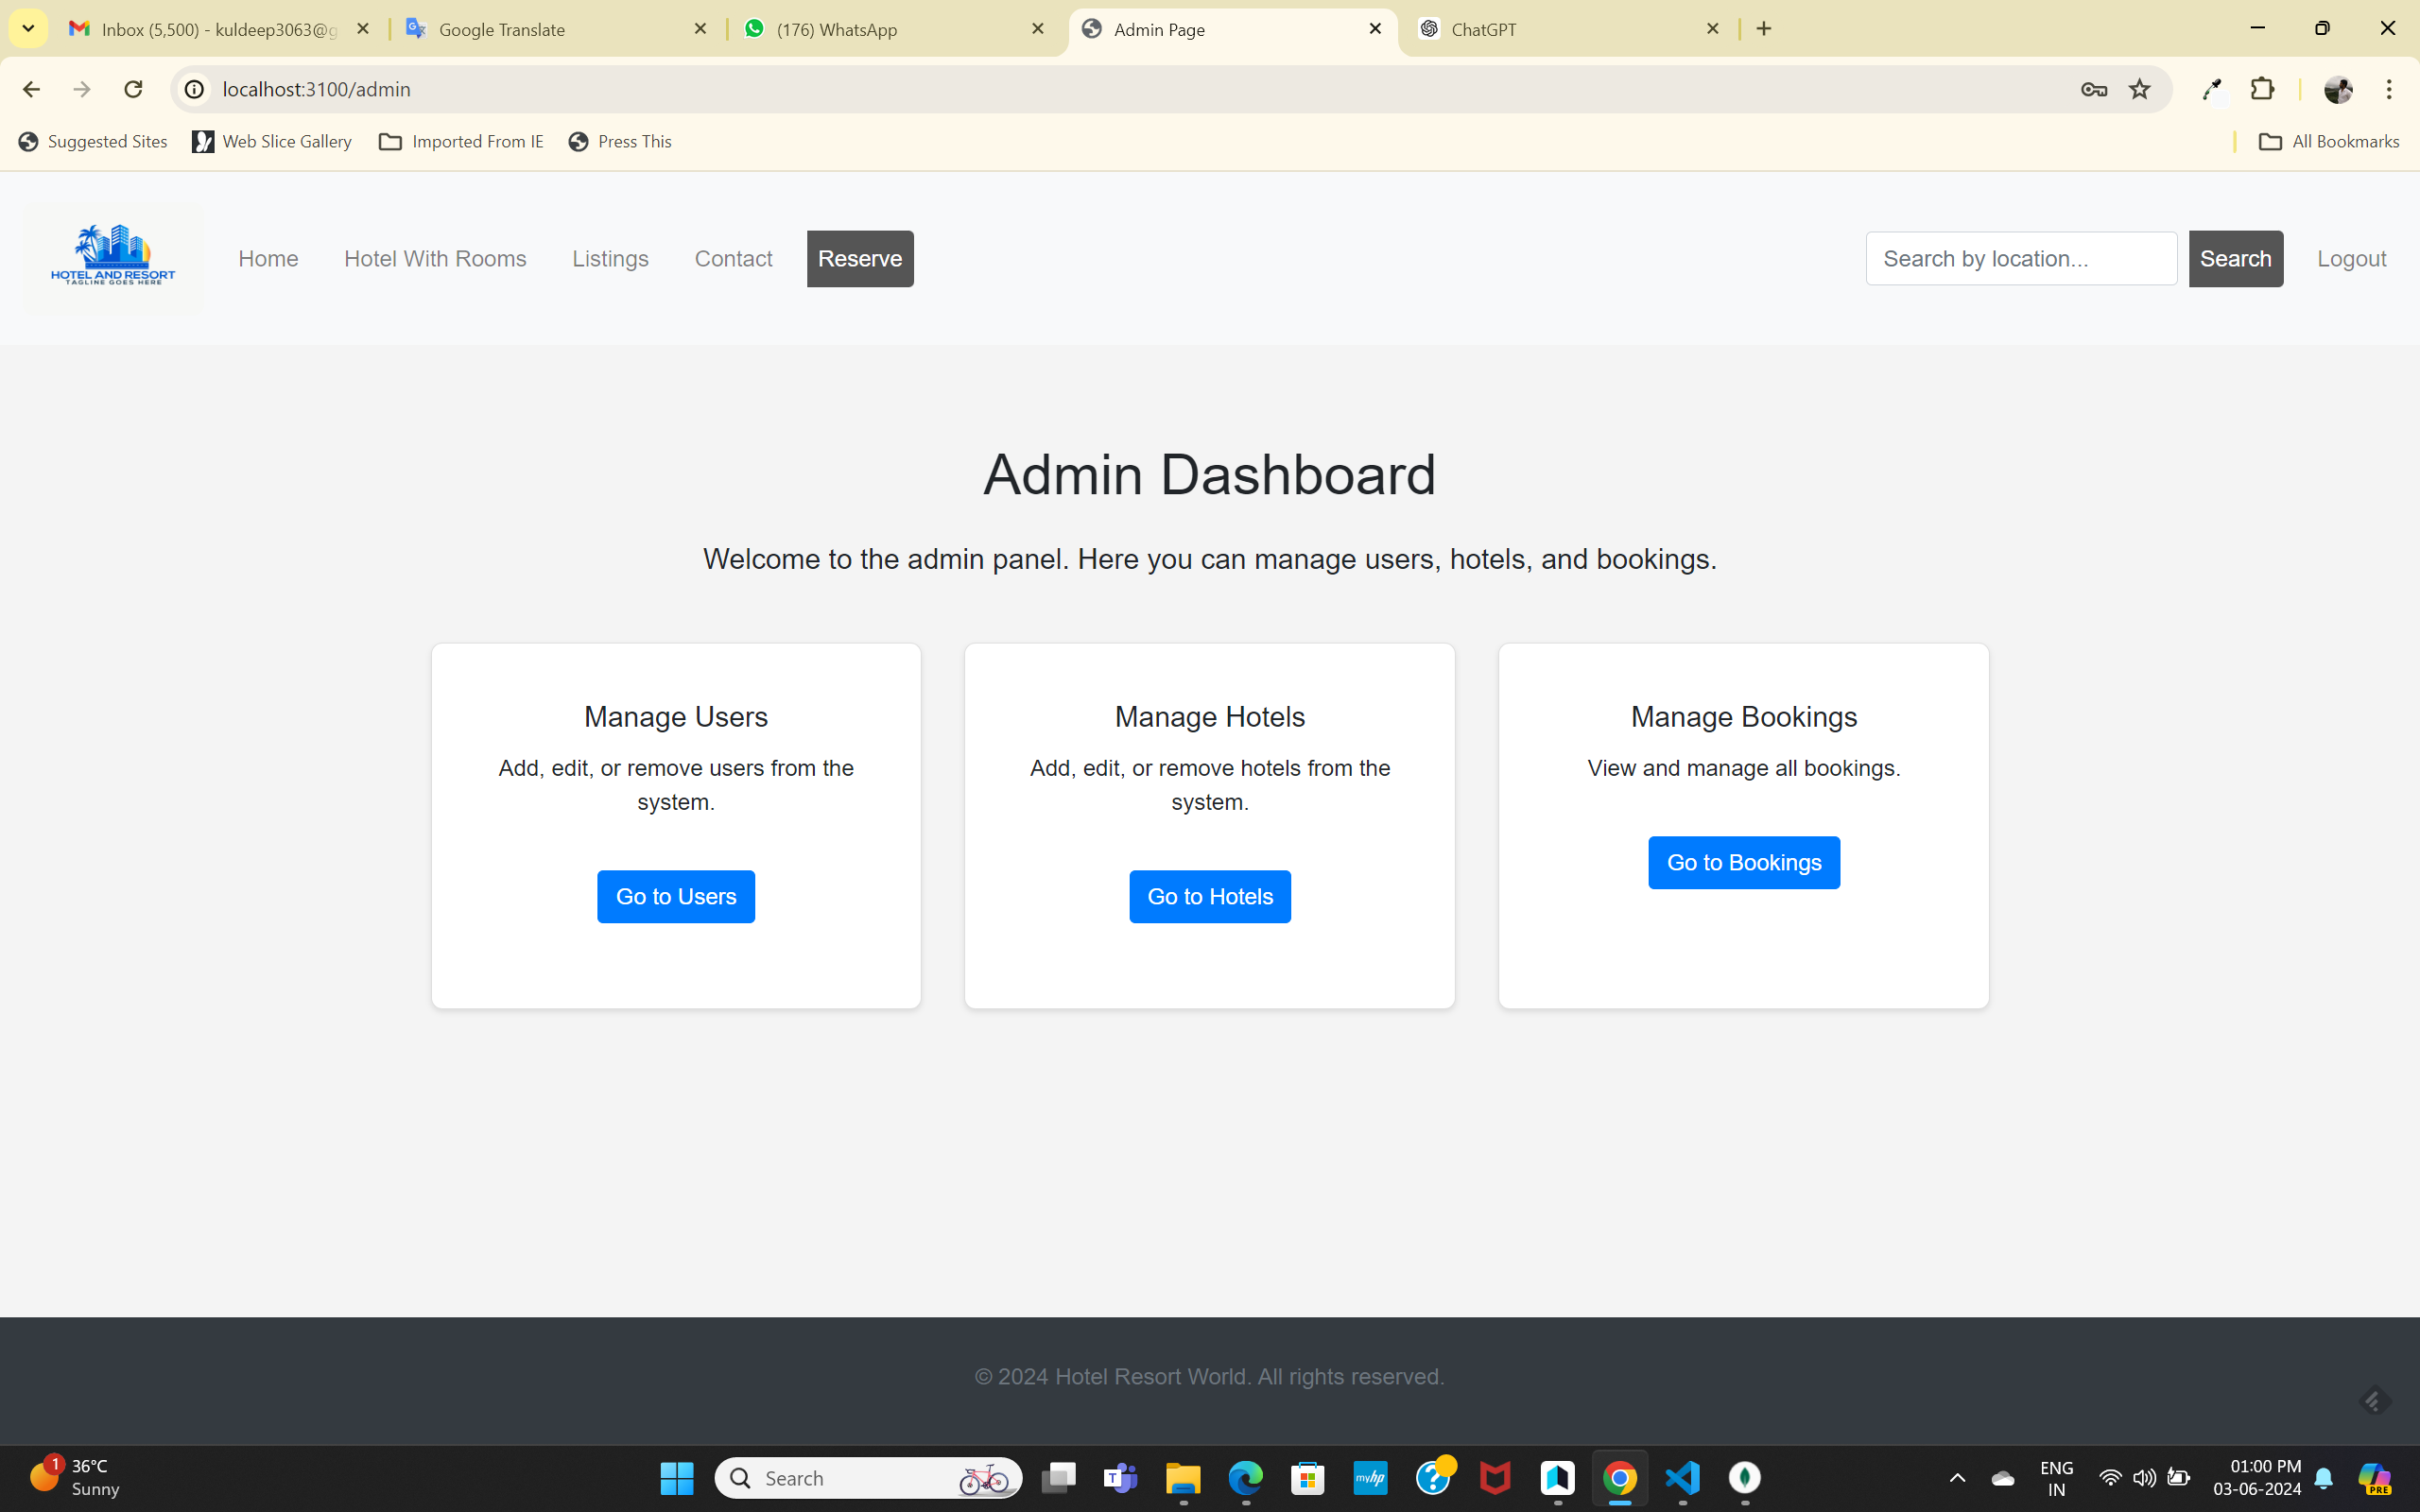 Inbox (5,500) - kuldeep3063@g
Google Translate
(176) WhatsApp
Admin Page
ChatGPT
localhost:3100/admin
Suggested Sites
Web Slice Gallery
Imported From IE
Press This
All Bookmarks
HOTEL AND RESORT
TAGLINE GOES HERE
Home
Hotel With Rooms
Listings
Contact
Reserve
Search by location...
Search
Logout
Admin Dashboard
Welcome to the admin panel. Here you can manage users, hotels, and bookings.
Manage Users
Add, edit, or remove users from the
system.
Go to Users
Manage Hotels
Add, edit, or remove hotels from the
system.
Go to Hotels
Manage Bookings
View and manage all bookings.
Go to Bookings
© 2024 Hotel Resort World. All rights reserved.
1
36°C
Sunny
Search
T
myhp
?
ENG
IN
01:00 PM
03-06-2024
PRE